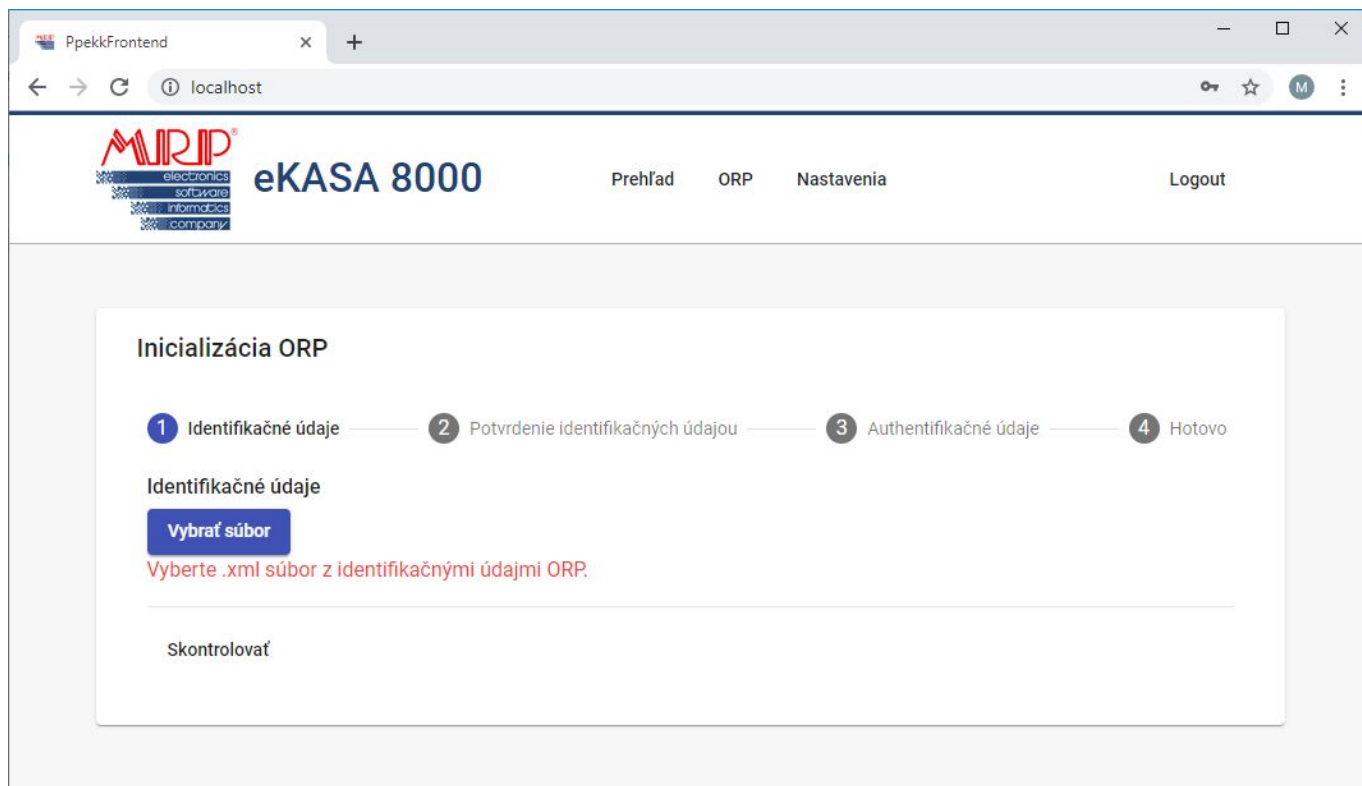 PpekkFrontend
localhost
M
MRP®
electronics
software
informatics
company
eKASA 8000
Prehľad ORP Nastavenia Logout
Inicializácia ORP
1 Identifikačné údaje 2 Potvrdenie identifikačných údajou 3 Authentifikačné údaje 4 Hotovo
Identifikačné údaje
Vybrať súbor
Vyberte .xml súbor z identifikačnými údajmi ORP.
Skontrolovať